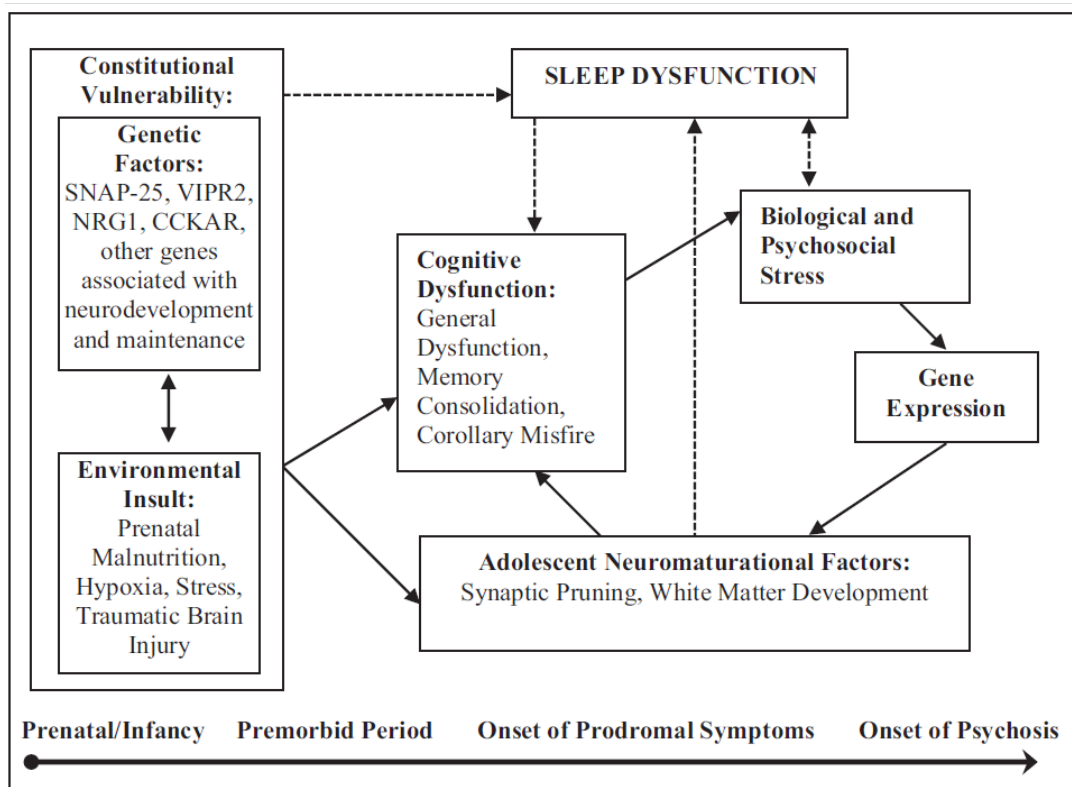 Constitutional
Vulnerability:
Genetic
Factors:
SNAP-25, VIPR2,
NRG1, CCKAR,
other genes
associated with
neurodevelopment
and maintenance
Environmental
Insult:
Prenatal
Malnutrition,
Hypoxia, Stress,
Traumatic Brain
Injury
SLEEP DYSFUNCTION
Cognitive
Dysfunction:
General
Dysfunction,
Memory
Consolidation,
Corollary Misfire
Biological and
Psychosocial
Stress
Gene
Expression
Adolescent Neuromaturational Factors:
Synaptic Pruning, White Matter Development
Prenatal/Infancy Premorbid Period Onset of Prodromal Symptoms Onset of Psychosis